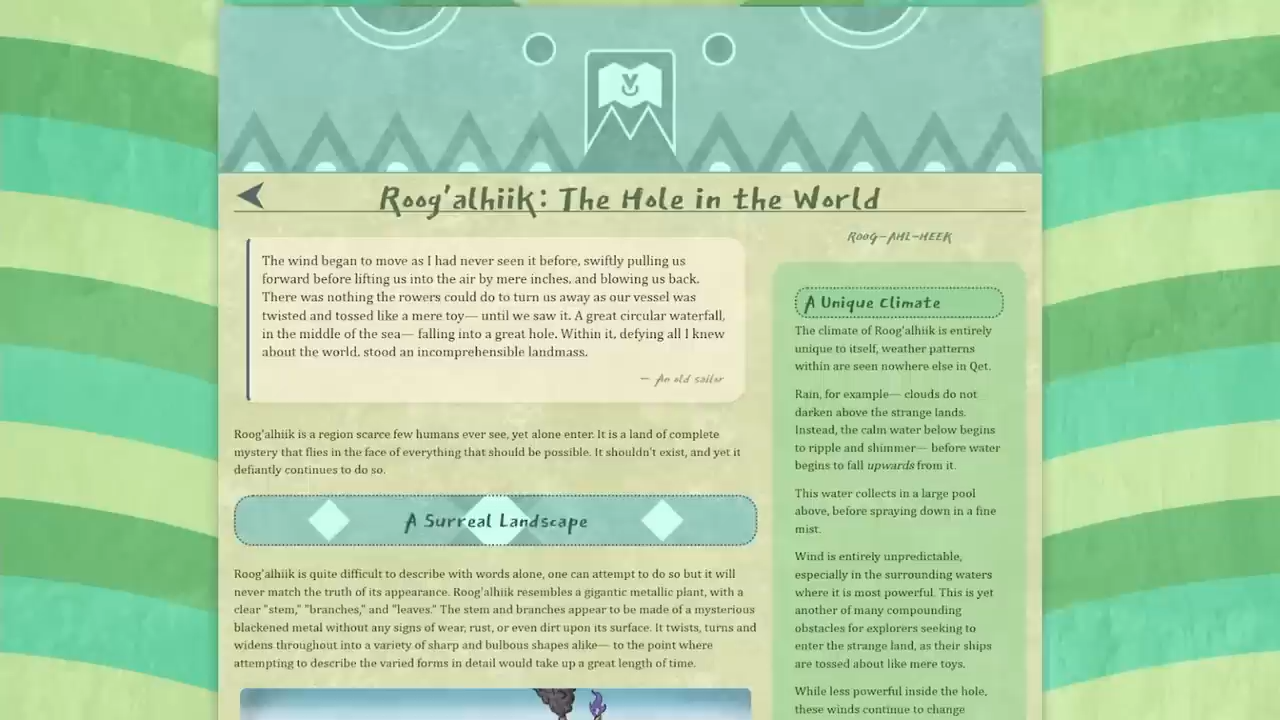 Roog'alhiik: The Hole in the World
ROOG-AHL-HEEK
The wind began to move as I had never seen it before, swiftly pulling us
forward before lifting us into the air by mere inches, and blowing us back.
There was nothing the rowers could do to turn us away as our vessel was
twisted and tossed like a mere toy— until we saw it. A great circular waterfall,
in the middle of the sea— falling into a great hole. Within it, defying all I knew
about the world, stood an incomprehensible landmass.
— An old sailor
Roog'alhiik is a region scarce few humans ever see, yet alone enter. It is a land of complete
mystery that flies in the face of everything that should be possible. It shouldn't exist, and yet it
defiantly continues to do so.
A Surreal Landscape
Roog'alhiik is quite difficult to describe with words alone, one can attempt to do so but it will
never match the truth of its appearance. Roog'alhiik resembles a gigantic metallic plant, with a
clear "stem," "branches," and "leaves." The stem and branches appear to be made of a mysterious
blackened metal without any signs of wear, rust, or even dirt upon its surface. It twists, turns and
widens throughout into a variety of sharp and bulbous shapes alike— to the point where
attempting to describe the varied forms in detail would take up a great length of time.
A Unique Climate
The climate of Roog'alhiik is entirely
unique to itself, weather patterns
within are seen nowhere else in Qet.
Rain, for example— clouds do not
darken above the strange lands.
Instead, the calm water below begins
to ripple and shimmer— before water
begins to fall upwards from it.
This water collects in a large pool
above, before spraying down in a fine
mist.
Wind is entirely unpredictable,
especially in the surrounding waters
where it is most powerful. This is yet
another of many compounding
obstacles for explorers seeking to
enter the strange land, as their ships
are tossed about like mere toys.
While less powerful inside the hole,
these winds continue to change